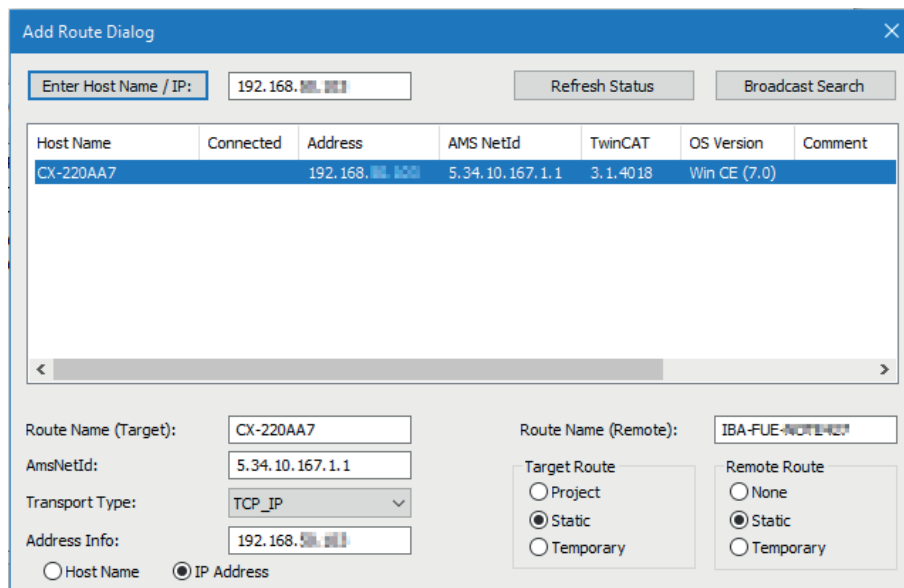 Add Route Dialog
Enter Host Name / IP: 192.168. Refresh Status Broadcast Search
Host Name Connected Address AMS NetId TwinCAT OS Version Comment
CX-220AA7 192.168. 5.34.10.167.1.1 3.1.4018 Win CE (7.0)
Route Name (Target): CX-220AA7 Route Name (Remote): IBA-FUE-
AmsNetId: 5.34.10.167.1.1 Target Route Remote Route
Project None
Transport Type: TCP_IP Static Static
Address Info: 192.168. Temporary Temporary
Host Name IP Address